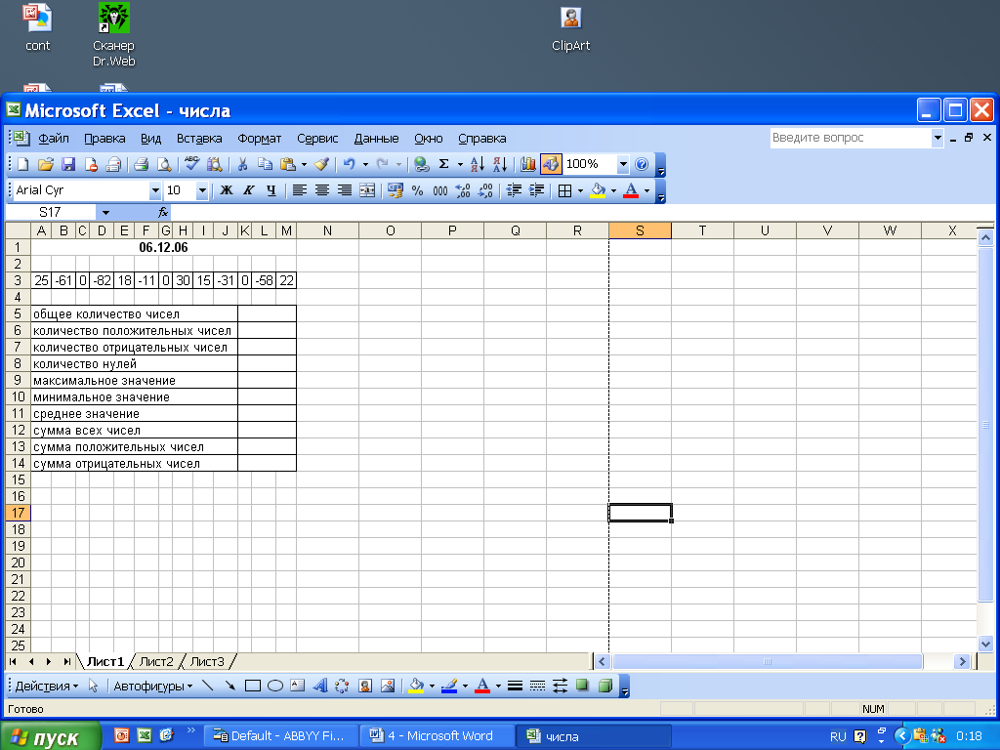 cont
Сканер
Dr.Web
ClipArt
Microsoft Excel - числа
Файл Правка Вид Вставка Формат Сервис Данные Окно Справка Введите вопрос
100%
Arial Cyr 10 Ж К Ч % 000
S17 fx
A B C D E F G H I J K L M N O P Q R S T U V W X
1 06.12.06
2
3 25 -61 0 -82 18 -11 0 30 15 -31 0 -58 22
4
5 общее количество чисел
6 количество положительных чисел
7 количество отрицательных чисел
8 количество нулей
9 максимальное значение
10 минимальное значение
11 среднее значение
12 сумма всех чисел
13 сумма положительных чисел
14 сумма отрицательных чисел
15
16
17
18
19
20
21
22
23
24
25
Лист1 Лист2 Лист3
Действия Автофигуры
Готово NUM
пуск Default - ABBYY Fi... 4 - Microsoft Word числа RU 0:18